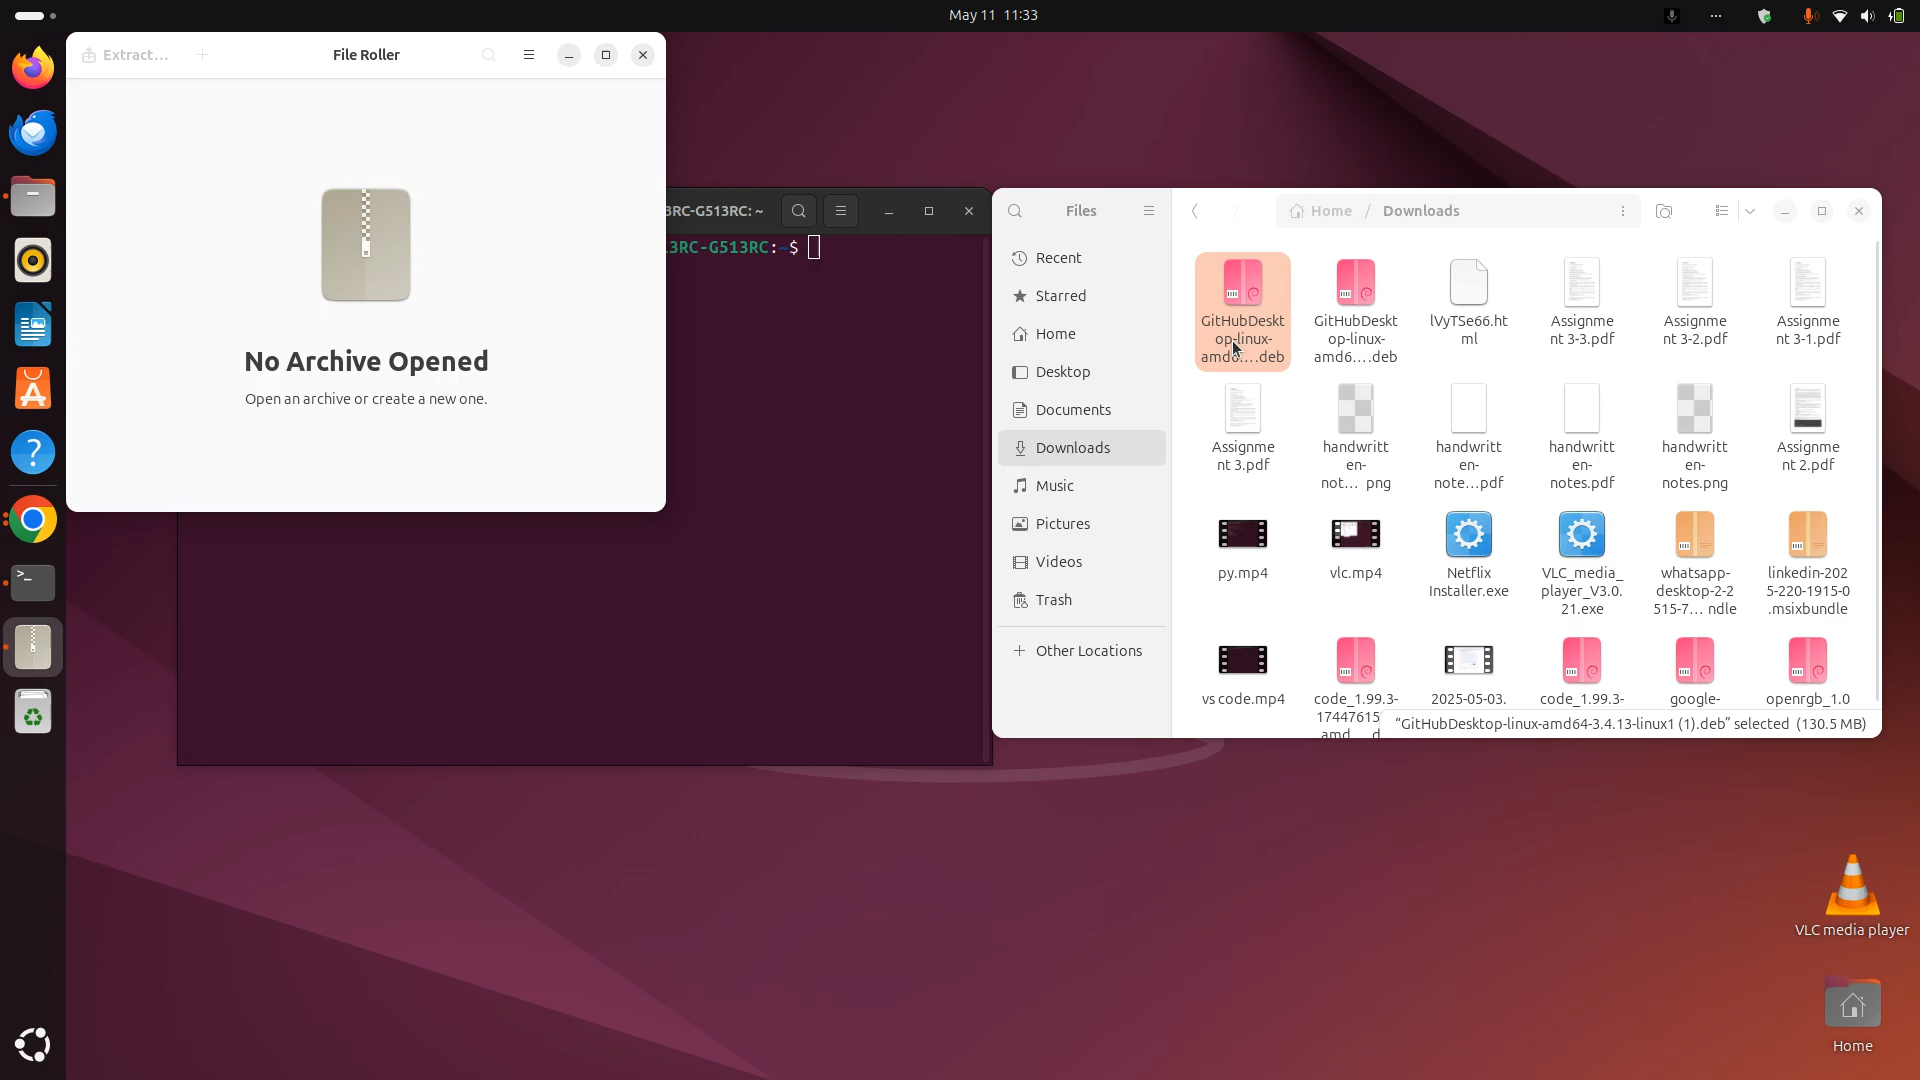 May 11 11:33
Extract...
File Roller
No Archive Opened
Open an archive or create a new one.
3RC-G513RC: ~
3RC-G513RC:~$
Files
Home / Downloads
Recent
Starred
Home
Desktop
Documents
Downloads
Music
Pictures
Videos
Trash
Other Locations
GitHubDeskt
op-linux-
amd6....deb
GitHubDeskt
op-linux-
amd6....deb
lVyTSe66.ht
ml
Assignme
nt 3-3.pdf
Assignme
nt 3-2.pdf
Assignme
nt 3-1.pdf
Assignme
nt 3.pdf
handwritt
en-
not... png
handwritt
en-
note...pdf
handwritt
en-
notes.pdf
handwritt
en-
notes.png
Assignme
nt 2.pdf
py.mp4
vlc.mp4
Netflix
Installer.exe
VLC_media_
player_V3.0.
21.exe
whatsapp-
desktop-2-2
515-7... ndle
linkedin-202
5-220-1915-0
.msixbundle
vs code.mp4
code_1.99.3-
17447615
2025-05-03.
code_1.99.3-
google-
openrgb_1.0
“GitHubDesktop-linux-amd64-3.4.13-linux1 (1).deb” selected (130.5 MB)
VLC media player
Home